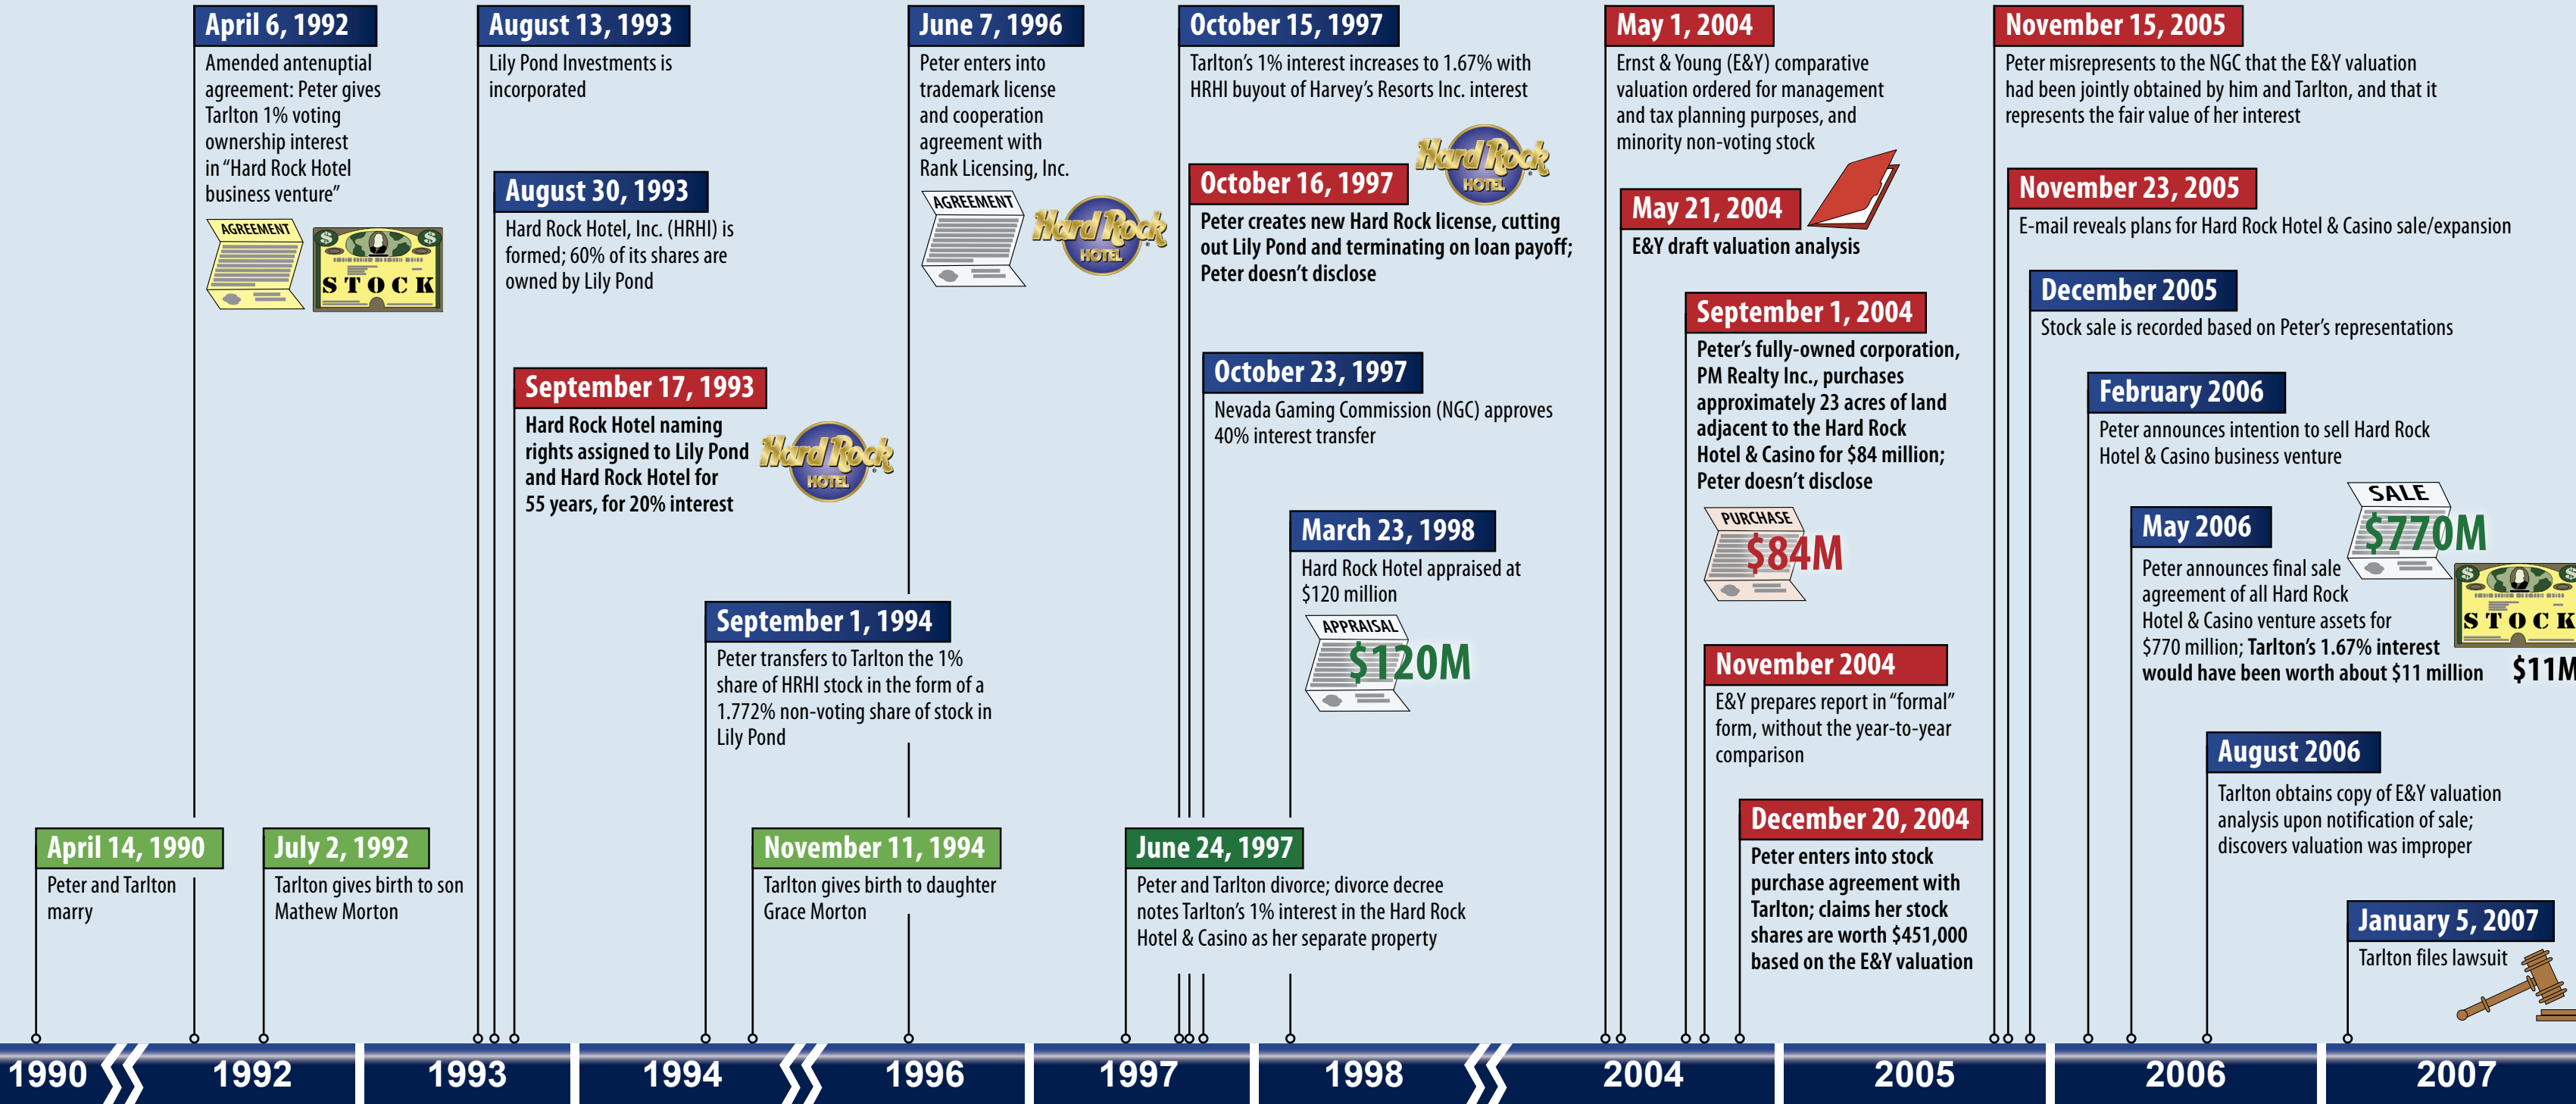 April 6, 1992
Amended antenuptial
agreement: Peter gives
Tarlton 1% voting
ownership interest
in “Hard Rock Hotel
business venture”
AGREEMENT
STOCK
August 13, 1993
Lily Pond Investments is
incorporated
August 30, 1993
Hard Rock Hotel, Inc. (HRHI) is
formed; 60% of its shares are
owned by Lily Pond
September 17, 1993
Hard Rock Hotel naming
rights assigned to Lily Pond
and Hard Rock Hotel for
55 years, for 20% interest
Hard Rock
HOTEL
September 1, 1994
Peter transfers to Tarlton the 1%
share of HRHI stock in the form of a
1.772% non-voting share of stock in
Lily Pond
June 7, 1996
Peter enters into
trademark license
and cooperation
agreement with
Rank Licensing, Inc.
AGREEMENT
Hard Rock
HOTEL
October 15, 1997
Tarlton’s 1% interest increases to 1.67% with
HRHI buyout of Harvey’s Resorts Inc. interest
Hard Rock
HOTEL
October 16, 1997
Peter creates new Hard Rock license, cutting
out Lily Pond and terminating on loan payoff;
Peter doesn’t disclose
October 23, 1997
Nevada Gaming Commission (NGC) approves
40% interest transfer
March 23, 1998
Hard Rock Hotel appraised at
$120 million
APPRAISAL
$120M
May 1, 2004
Ernst & Young (E&Y) comparative
valuation ordered for management
and tax planning purposes, and
minority non-voting stock
May 21, 2004
E&Y draft valuation analysis
September 1, 2004
Peter’s fully-owned corporation,
PM Realty Inc., purchases
approximately 23 acres of land
adjacent to the Hard Rock
Hotel & Casino for $84 million;
Peter doesn’t disclose
PURCHASE
$84M
November 2004
E&Y prepares report in “formal”
form, without the year-to-year
comparison
December 20, 2004
Peter enters into stock
purchase agreement with
Tarlton; claims her stock
shares are worth $451,000
based on the E&Y valuation
November 15, 2005
Peter misrepresents to the NGC that the E&Y valuation
had been jointly obtained by him and Tarlton, and that it
represents the fair value of her interest
November 23, 2005
E-mail reveals plans for Hard Rock Hotel & Casino sale/expansion
December 2005
Stock sale is recorded based on Peter’s representations
February 2006
Peter announces intention to sell Hard Rock
Hotel & Casino business venture
May 2006
Peter announces final sale
agreement of all Hard Rock
Hotel & Casino venture assets for
$770 million; Tarlton’s 1.67% interest
would have been worth about $11 million
SALE
$770M
STOCK
$11M
August 2006
Tarlton obtains copy of E&Y valuation
analysis upon notification of sale;
discovers valuation was improper
January 5, 2007
Tarlton files lawsuit
April 14, 1990
Peter and Tarlton
marry
July 2, 1992
Tarlton gives birth to son
Mathew Morton
November 11, 1994
Tarlton gives birth to daughter
Grace Morton
June 24, 1997
Peter and Tarlton divorce; divorce decree
notes Tarlton’s 1% interest in the Hard Rock
Hotel & Casino as her separate property
1990 1992 1993 1994 1996 1997 1998 2004 2005 2006 2007